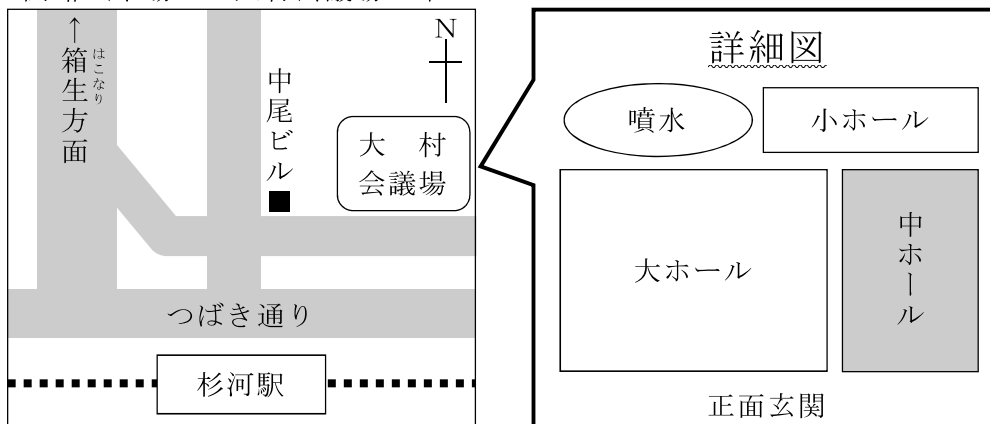 ↑箱生方面
はこなり
中尾ビル
N
大 村
会議場
つばき通り
杉河駅
詳細図
噴水
小ホール
大ホール
中ホール
正面玄関